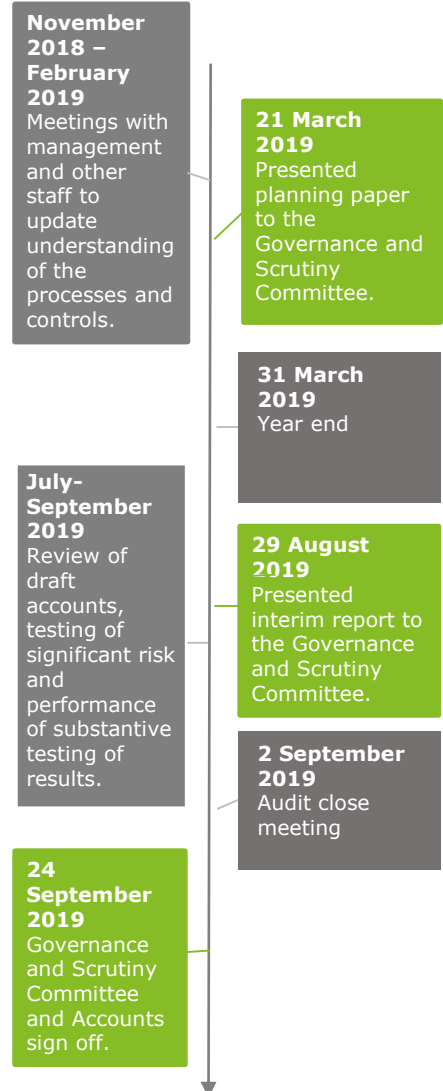 November
2018 –
February
2019
Meetings with
management
and other
staff to
update
understanding
of the
processes and
controls.
21 March
2019
Presented
planning paper
to the
Governance and
Scrutiny
Committee.
31 March
2019
Year end
July-
September
2019
Review of
draft
accounts,
testing of
significant risk
and
performance
of substantive
testing of
results.
29 August
2019
Presented
interim report to
the Governance
and Scrutiny
Committee.
2 September
2019
Audit close
meeting
24
September
2019
Governance
and Scrutiny
Committee
and Accounts
sign off.